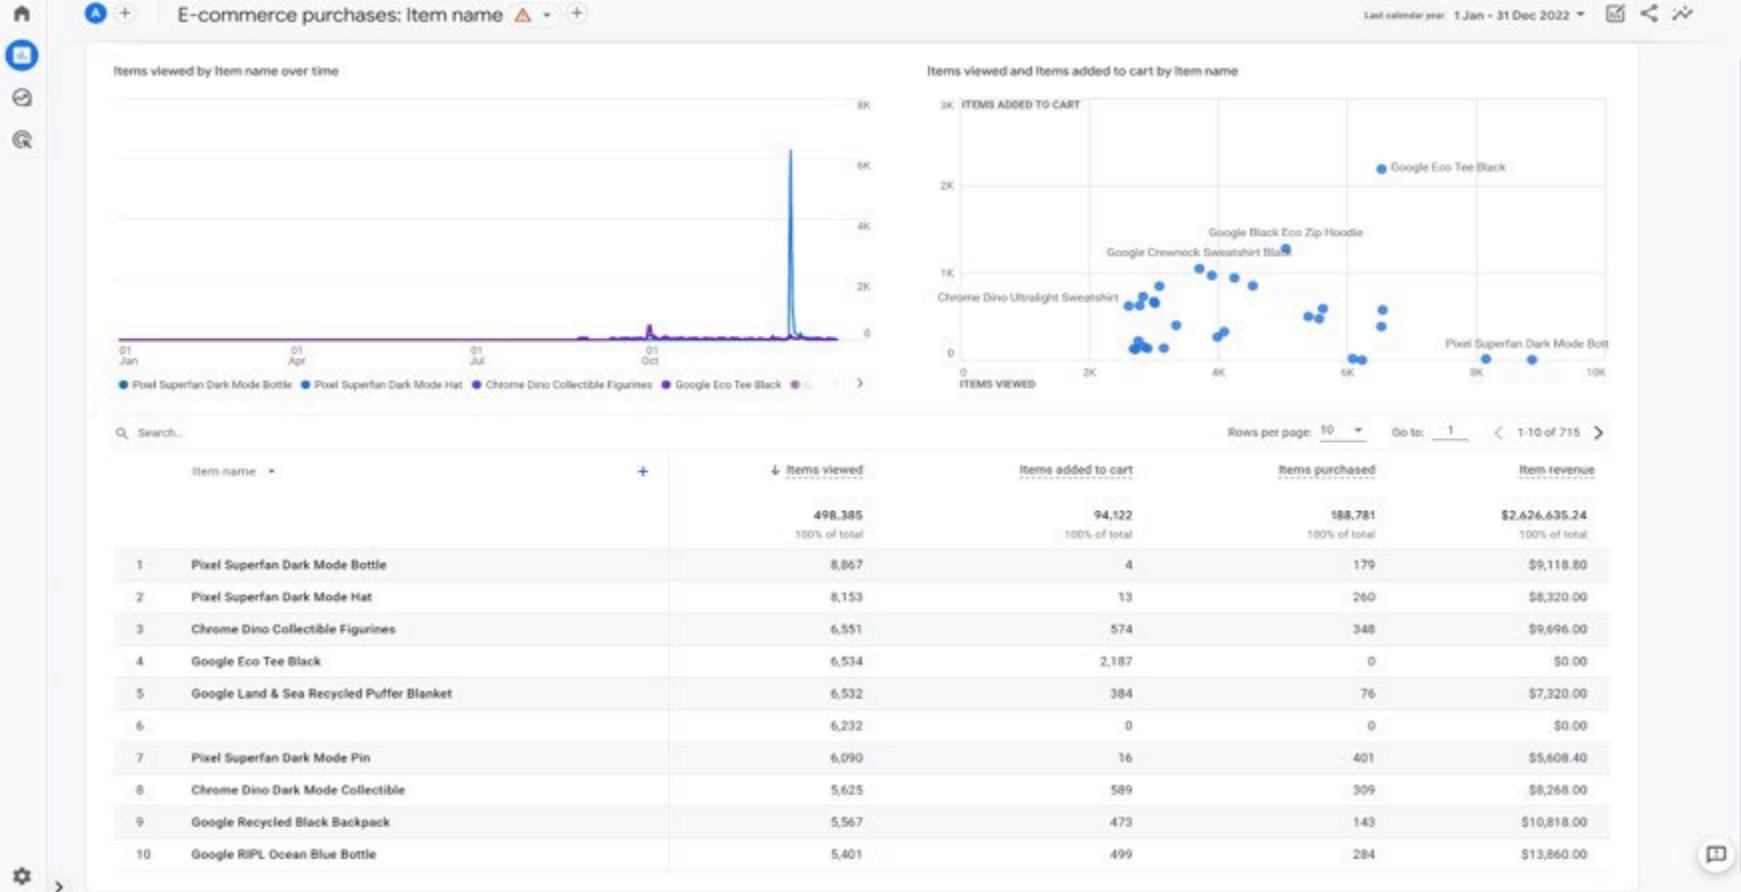 A
E-commerce purchases: Item name
Last calendar year 1 Jan - 31 Dec 2022
Items viewed by Item name over time
8K
6K
4K
2K
0
01 Jan
01 Apr
01 Jul
01 Oct
Pixel Superfan Dark Mode Bottle Pixel Superfan Dark Mode Hat Chrome Dino Collectible Figurines Google Eco Tee Black G
Items viewed and Items added to cart by Item name
3K ITEMS ADDED TO CART
Google Eco Tee Black
2K
Google Black Eco Zip Hoodie
Google Crewneck Sweatshirt Black
1K
Chrome Dino Ultralight Sweatshirt
Pixel Superfan Dark Mode Bott
0
0 2K 4K 6K 8K 10K
ITEMS VIEWED
Search...
Rows per page: 10 Go to: 1 1-10 of 715
Item name + Items viewed Items added to cart Items purchased Item revenue
498,385 94,122 188,781 $2,626,635.24
100% of total 100% of total 100% of total 100% of total
1 Pixel Superfan Dark Mode Bottle 8,867 4 179 $9,118.80
2 Pixel Superfan Dark Mode Hat 8,153 13 260 $8,320.00
3 Chrome Dino Collectible Figurines 6,551 574 348 $9,696.00
4 Google Eco Tee Black 6,534 2,187 0 $0.00
5 Google Land & Sea Recycled Puffer Blanket 6,532 384 76 $7,320.00
6 6,232 0 0 $0.00
7 Pixel Superfan Dark Mode Pin 6,090 16 401 $5,608.40
8 Chrome Dino Dark Mode Collectible 5,625 589 309 $8,268.00
9 Google Recycled Black Backpack 5,567 473 143 $10,818.00
10 Google RIPL Ocean Blue Bottle 5,401 499 284 $13,860.00